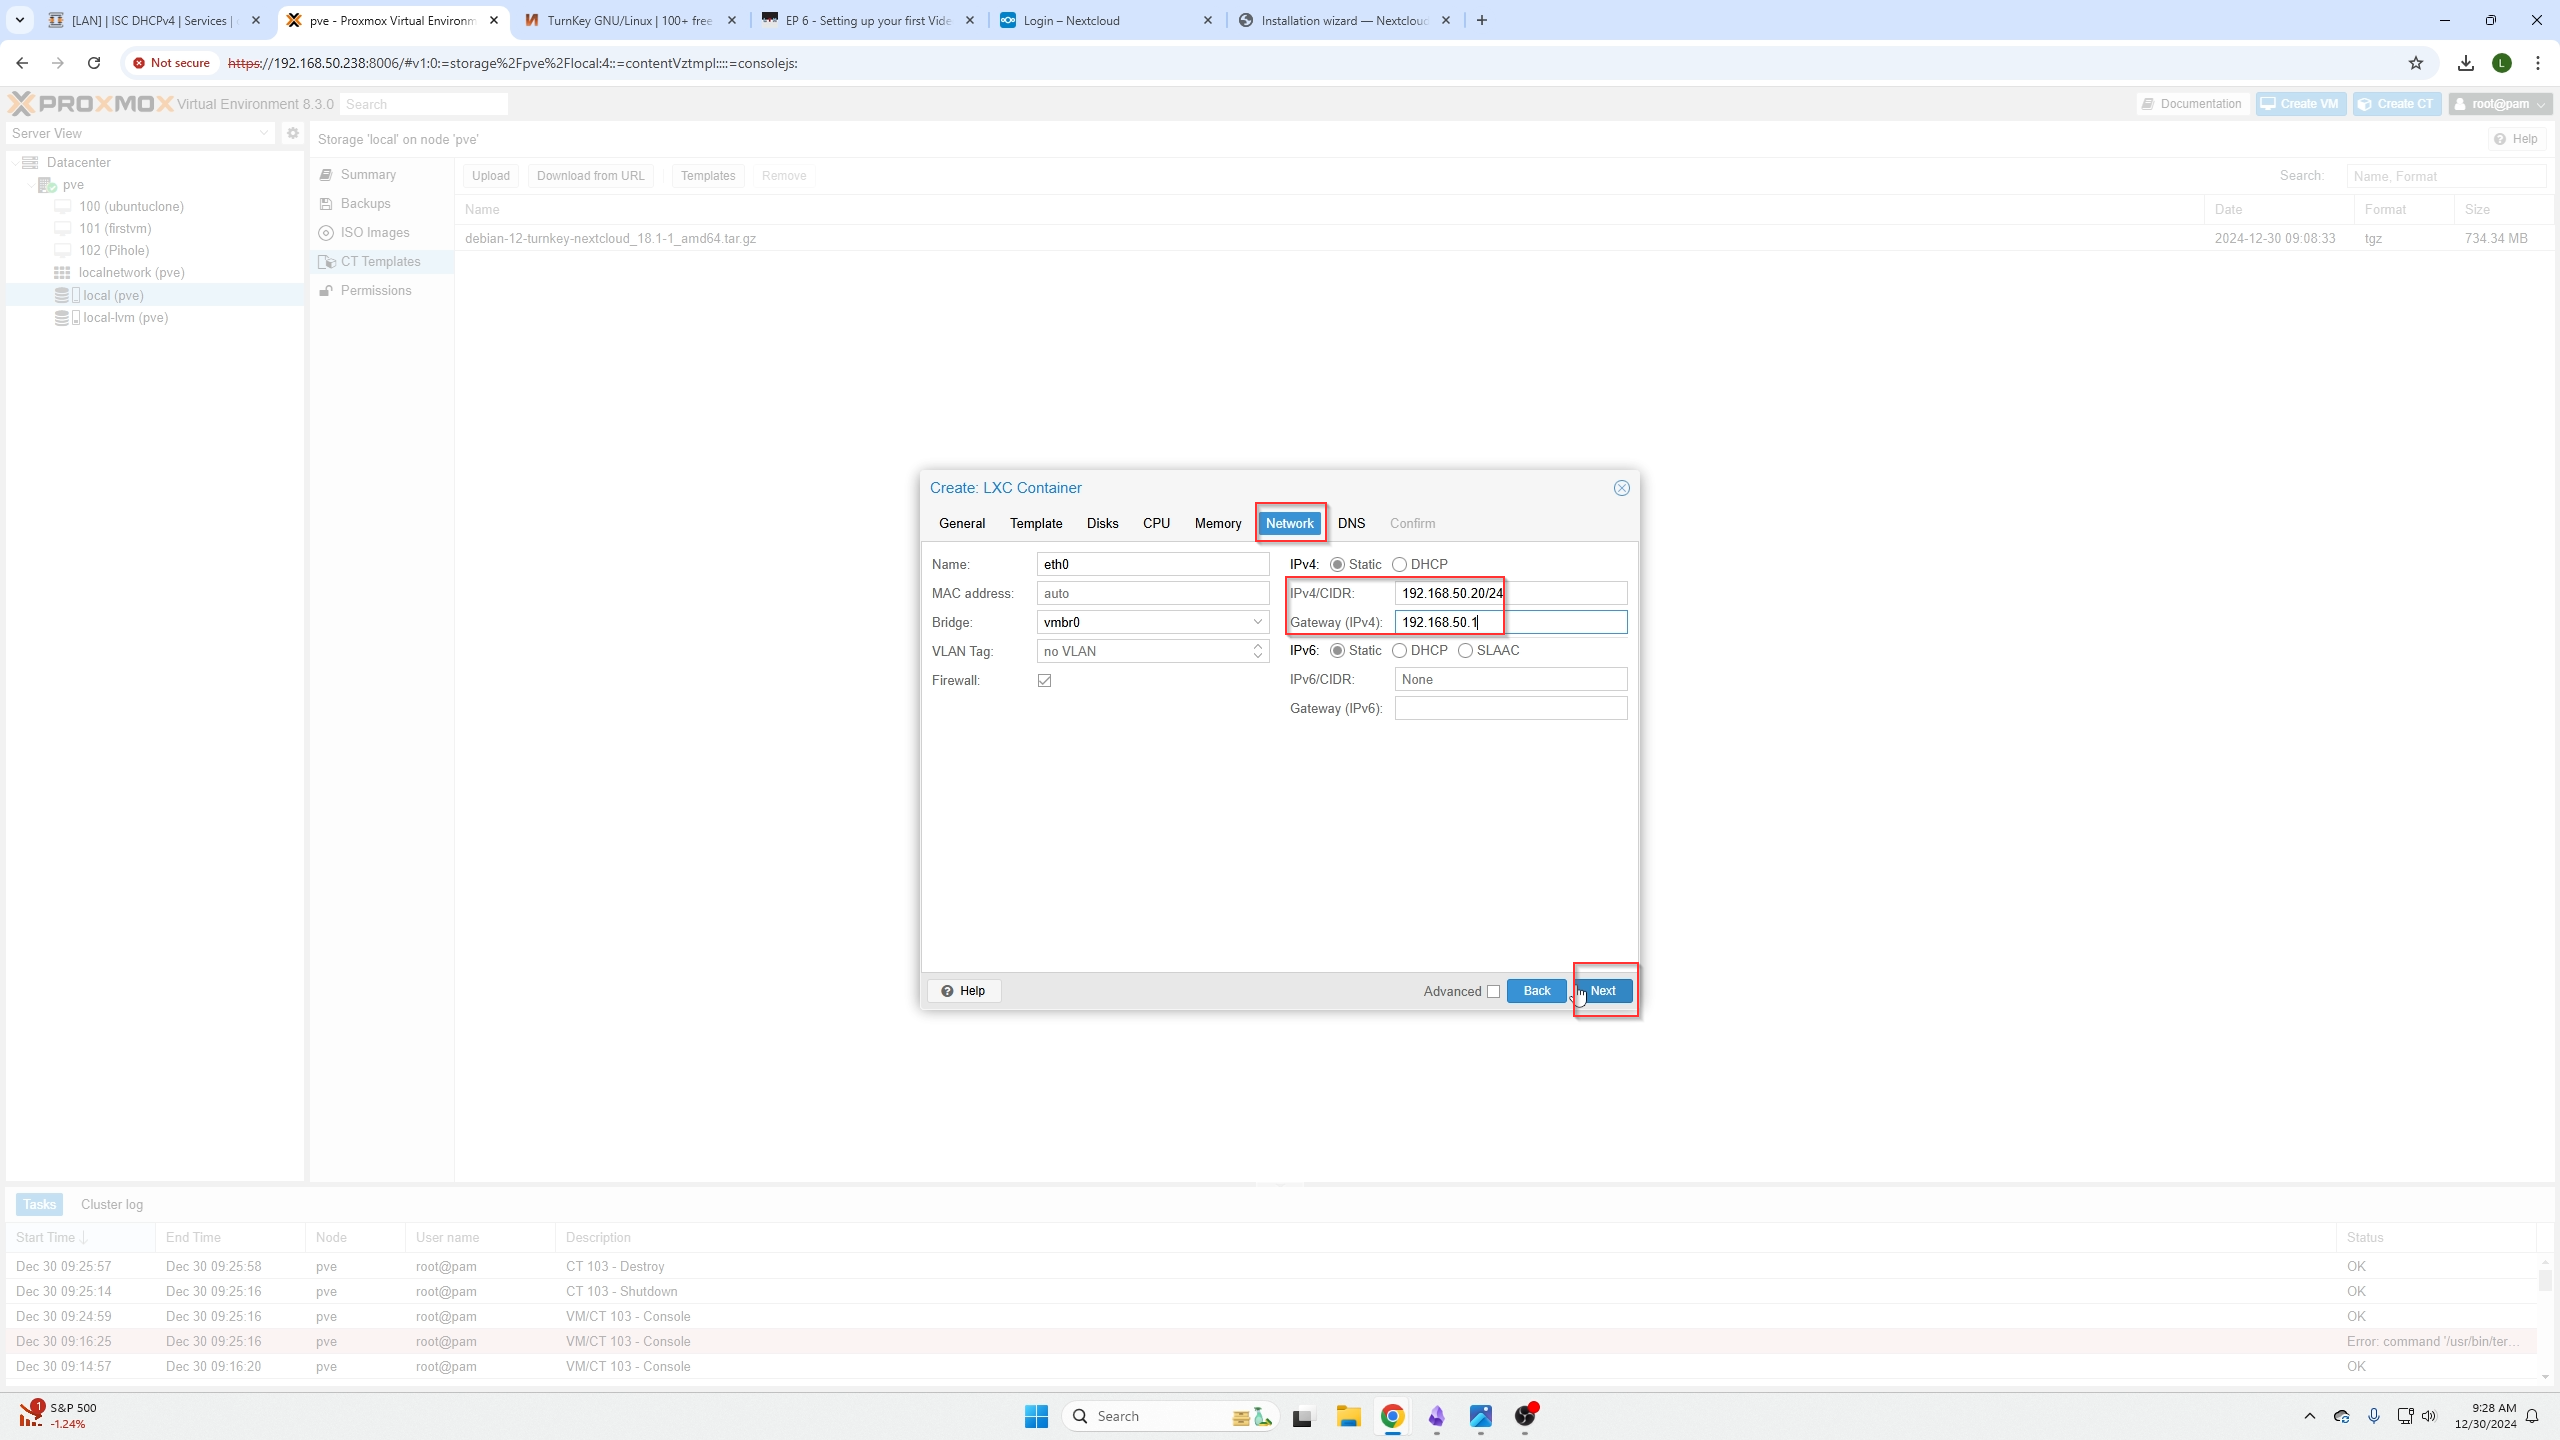 [LAN] | ISC DHCPv4 | Services |
pve - Proxmox Virtual Environm
TurnKey GNU/Linux | 100+ free
EP 6 - Setting up your first Vide
Login – Nextcloud
Installation wizard — Nextclou
Not secure
https://192.168.50.238:8006/#v1:0:=storage%2Fpve%2Flocal:4::=contentVztmpl::::=consolejs:
L
PROXMOX Virtual Environment 8.3.0
Search
Documentation
Create VM
Create CT
root@pam
Server View
Storage 'local' on node 'pve'
Help
Datacenter
pve
100 (ubuntuclone)
101 (firstvm)
102 (Pihole)
localnetwork (pve)
local (pve)
local-lvm (pve)
Summary
Backups
ISO Images
CT Templates
Permissions
Upload
Download from URL
Templates
Remove
Search:
Name, Format
Name
Date
Format
Size
debian-12-turnkey-nextcloud_18.1-1_amd64.tar.gz
2024-12-30 09:08:33
tgz
734.34 MB
Create: LXC Container
General
Template
Disks
CPU
Memory
Network
DNS
Confirm
Name:
eth0
MAC address:
auto
Bridge:
vmbr0
VLAN Tag:
no VLAN
Firewall:
IPv4:
Static
DHCP
IPv4/CIDR:
192.168.50.20/24
Gateway (IPv4):
192.168.50.1
IPv6:
Static
DHCP
SLAAC
IPv6/CIDR:
None
Gateway (IPv6):
Help
Advanced
Back
Next
Tasks
Cluster log
Start Time
End Time
Node
User name
Description
Status
Dec 30 09:25:57 Dec 30 09:25:58 pve root@pam CT 103 - Destroy OK
Dec 30 09:25:14 Dec 30 09:25:16 pve root@pam CT 103 - Shutdown OK
Dec 30 09:24:59 Dec 30 09:25:16 pve root@pam VM/CT 103 - Console OK
Dec 30 09:16:25 Dec 30 09:25:16 pve root@pam VM/CT 103 - Console Error: command '/usr/bin/ter...
Dec 30 09:14:57 Dec 30 09:16:20 pve root@pam VM/CT 103 - Console OK
1
S&P 500
-1.24%
Search
9:28 AM
12/30/2024